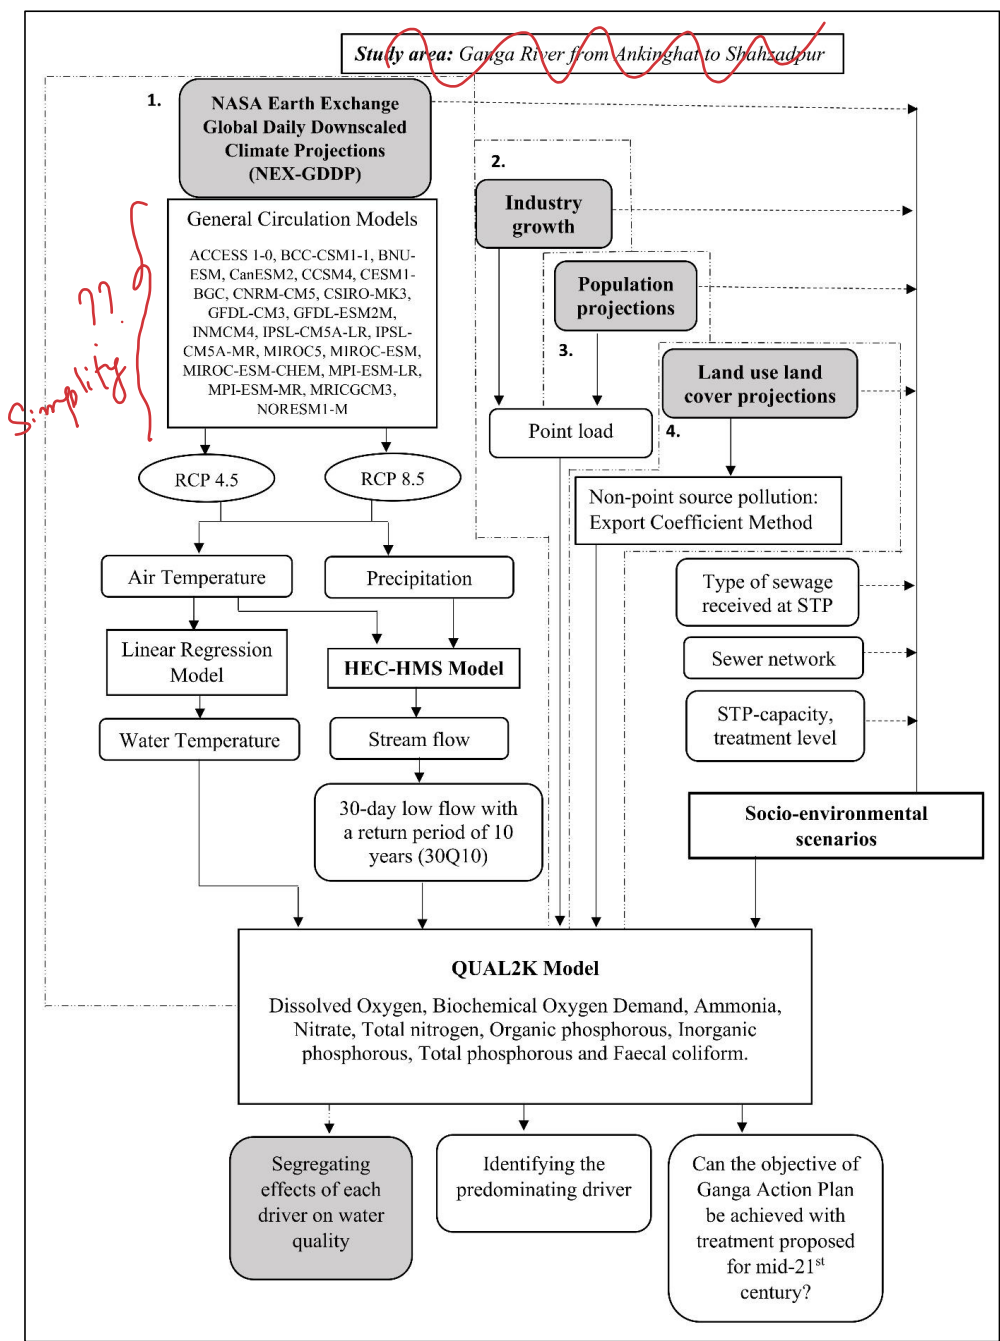 Study area: Ganga River from Ankinghat to Shahzadpur
1.
NASA Earth Exchange
Global Daily Downscaled
Climate Projections
(NEX-GDDP)
General Circulation Models
ACCESS 1-0, BCC-CSM1-1, BNU-
ESM, CanESM2, CCSM4, CESM1-
BGC, CNRM-CM5, CSIRO-MK3,
GFDL-CM3, GFDL-ESM2M,
INMCM4, IPSL-CM5A-LR, IPSL-
CM5A-MR, MIROC5, MIROC-ESM,
MIROC-ESM-CHEM, MPI-ESM-LR,
MPI-ESM-MR, MRICGCM3,
NORESM1-M
??
Simplity
2.
Industry
growth
Population
projections
3.
Land use land
cover projections
4.
Point load
RCP 4.5
RCP 8.5
Non-point source pollution:
Export Coefficient Method
Air Temperature
Precipitation
Type of sewage
received at STP
Linear Regression
Model
HEC-HMS Model
Sewer network
Water Temperature
Stream flow
STP-capacity,
treatment level
30-day low flow with
a return period of 10
years (30Q10)
Socio-environmental
scenarios
QUAL2K Model
Dissolved Oxygen, Biochemical Oxygen Demand, Ammonia,
Nitrate, Total nitrogen, Organic phosphorous, Inorganic
phosphorous, Total phosphorous and Faecal coliform.
Segregating
effects of each
driver on water
quality
Identifying the
predominating driver
Can the objective of
Ganga Action Plan
be achieved with
treatment proposed
for mid-21st
century?